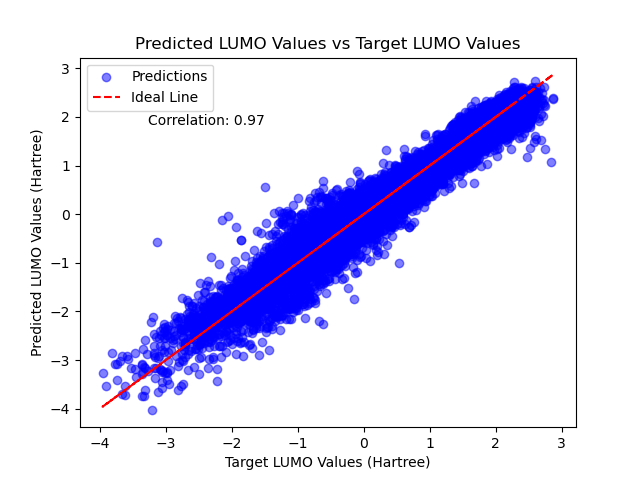 Predicted LUMO Values vs Target LUMO Values
Predictions
Ideal Line
Correlation: 0.97
Predicted LUMO Values (Hartree)
3
2
1
0
−1
−2
−3
−4
−4 −3 −2 −1 0 1 2 3
Target LUMO Values (Hartree)